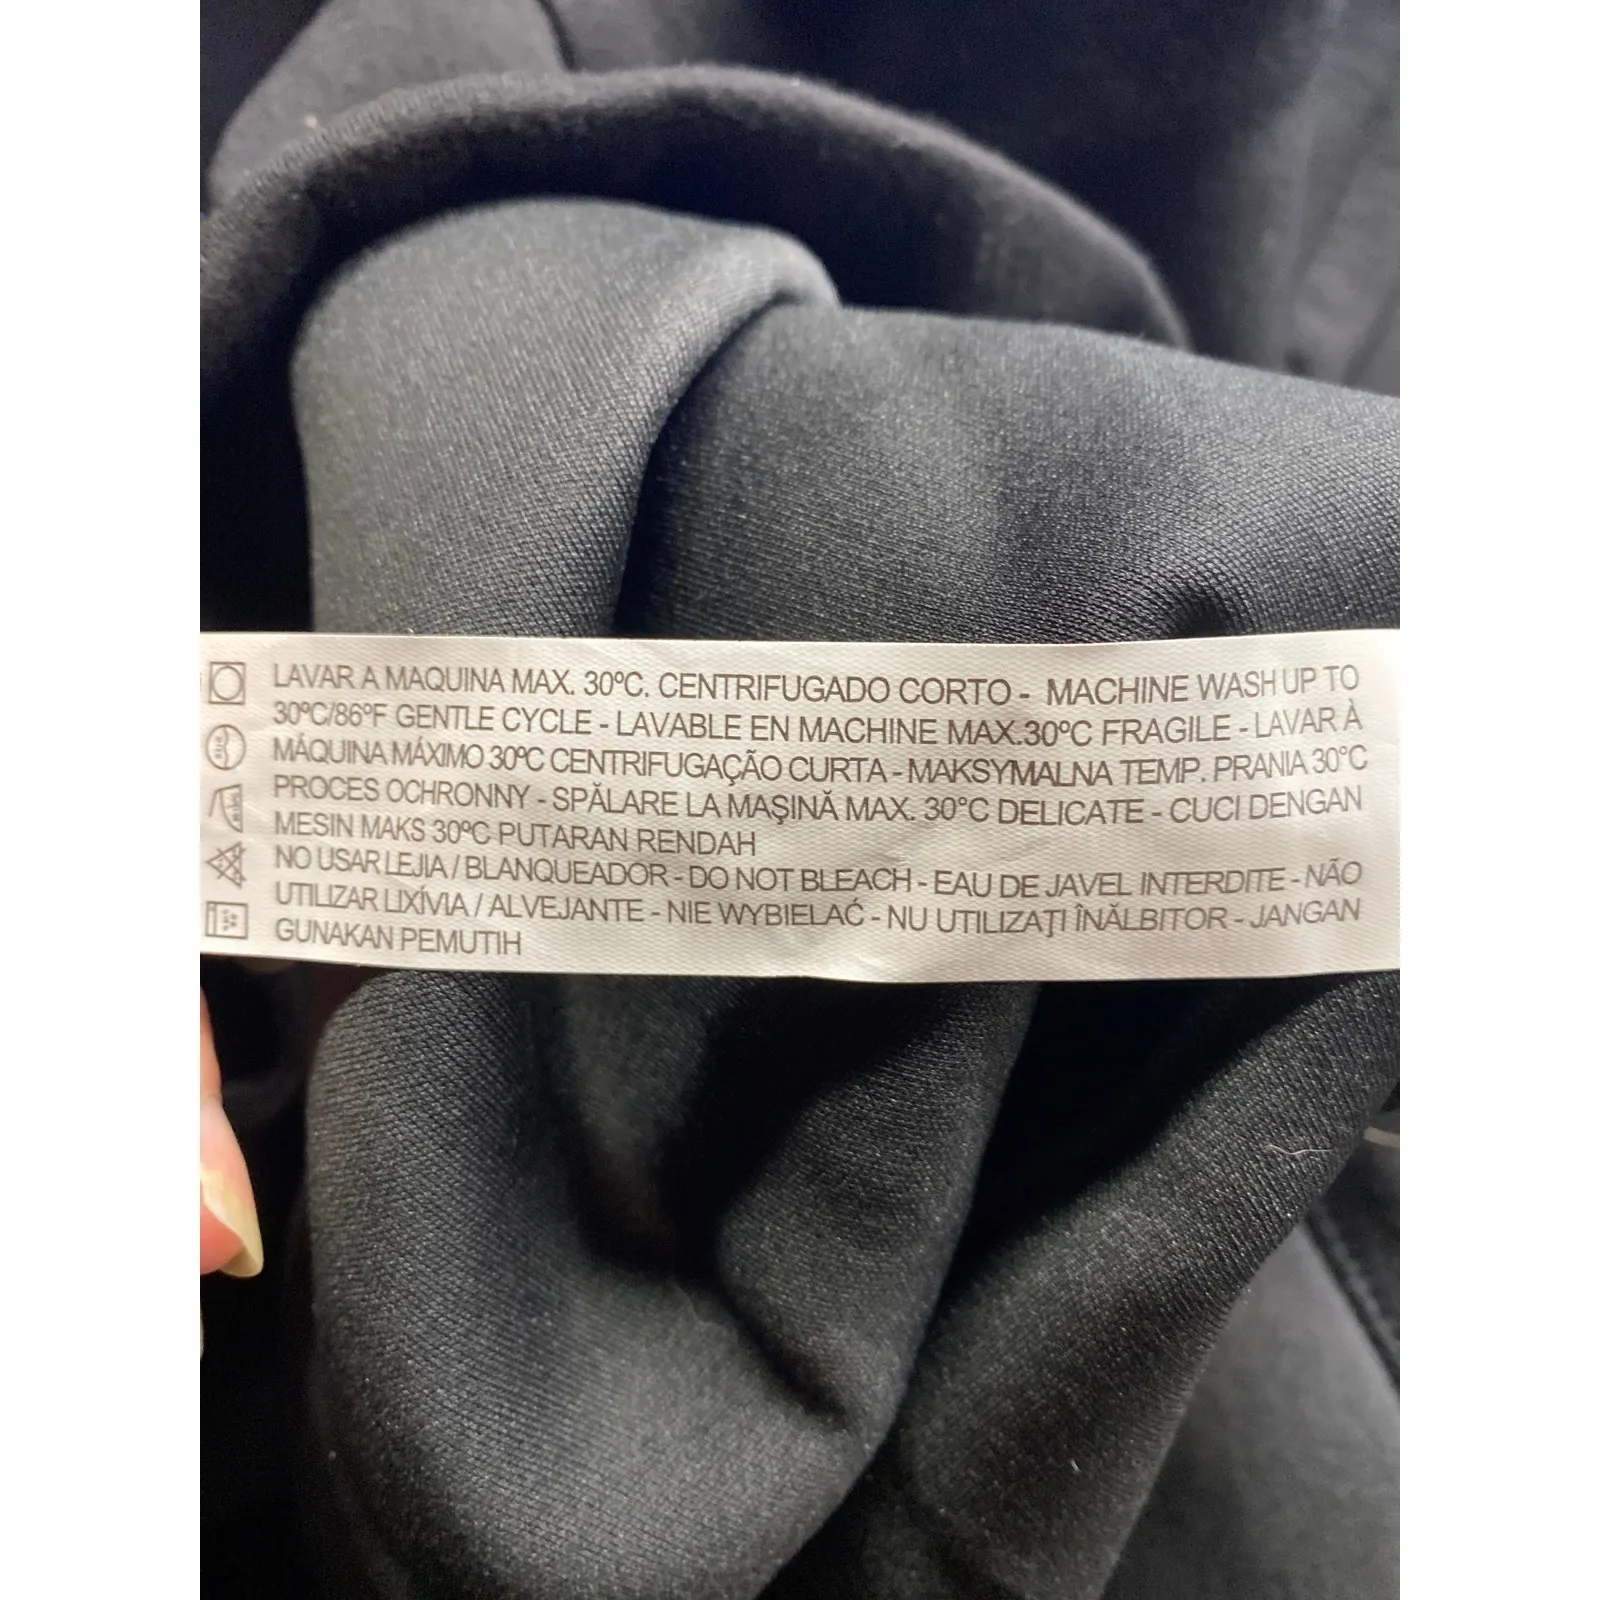 LAVAR A MAQUINA MAX. 30ºC. CENTRIFUGADO CORTO - MACHINE WASH UP TO
30ºC/86ºF GENTLE CYCLE - LAVABLE EN MACHINE MAX.30ºC FRAGILE - LAVAR À
MÁQUINA MÁXIMO 30ºC CENTRIFUGAÇÃO CURTA - MAKSYMALNA TEMP. PRANIA 30°C
PROCES OCHRONNY - SPĂLARE LA MAŞINĂ MAX. 30°C DELICATE - CUCI DENGAN
MESIN MAKS 30ºC PUTARAN RENDAH
NO USAR LEJIA / BLANQUEADOR - DO NOT BLEACH - EAU DE JAVEL INTERDITE - NÃO
UTILIZAR LIXÍVIA / ALVEJANTE - NIE WYBIELAĆ - NU UTILIZAŢI ÎNĂLBITOR - JANGAN
GUNAKAN PEMUTIH